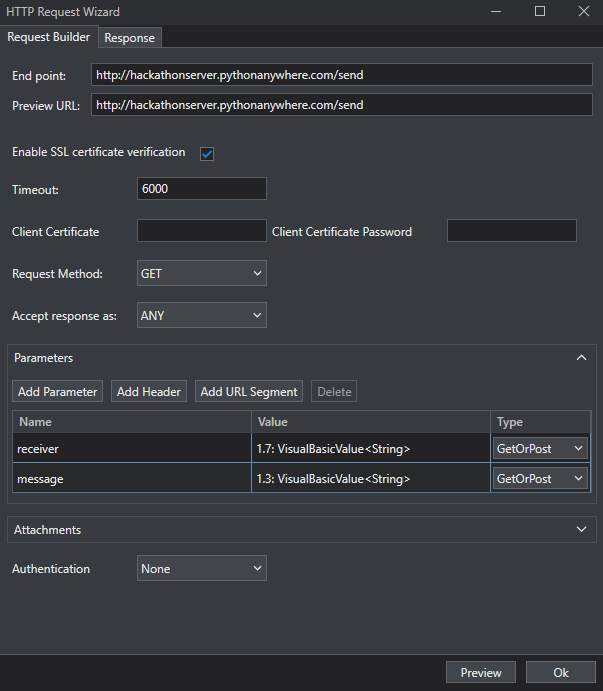 HTTP Request Wizard
Request Builder Response
End point: http://hackathonserver.pythonanywhere.com/send
Preview URL: http://hackathonserver.pythonanywhere.com/send
Enable SSL certificate verification
Timeout: 6000
Client Certificate Client Certificate Password
Request Method: GET
Accept response as: ANY
Parameters
Add Parameter Add Header Add URL Segment Delete
Name Value Type
receiver 1.7: VisualBasicValue<String> GetOrPost
message 1.3: VisualBasicValue<String> GetOrPost
Attachments
Authentication None
Preview Ok